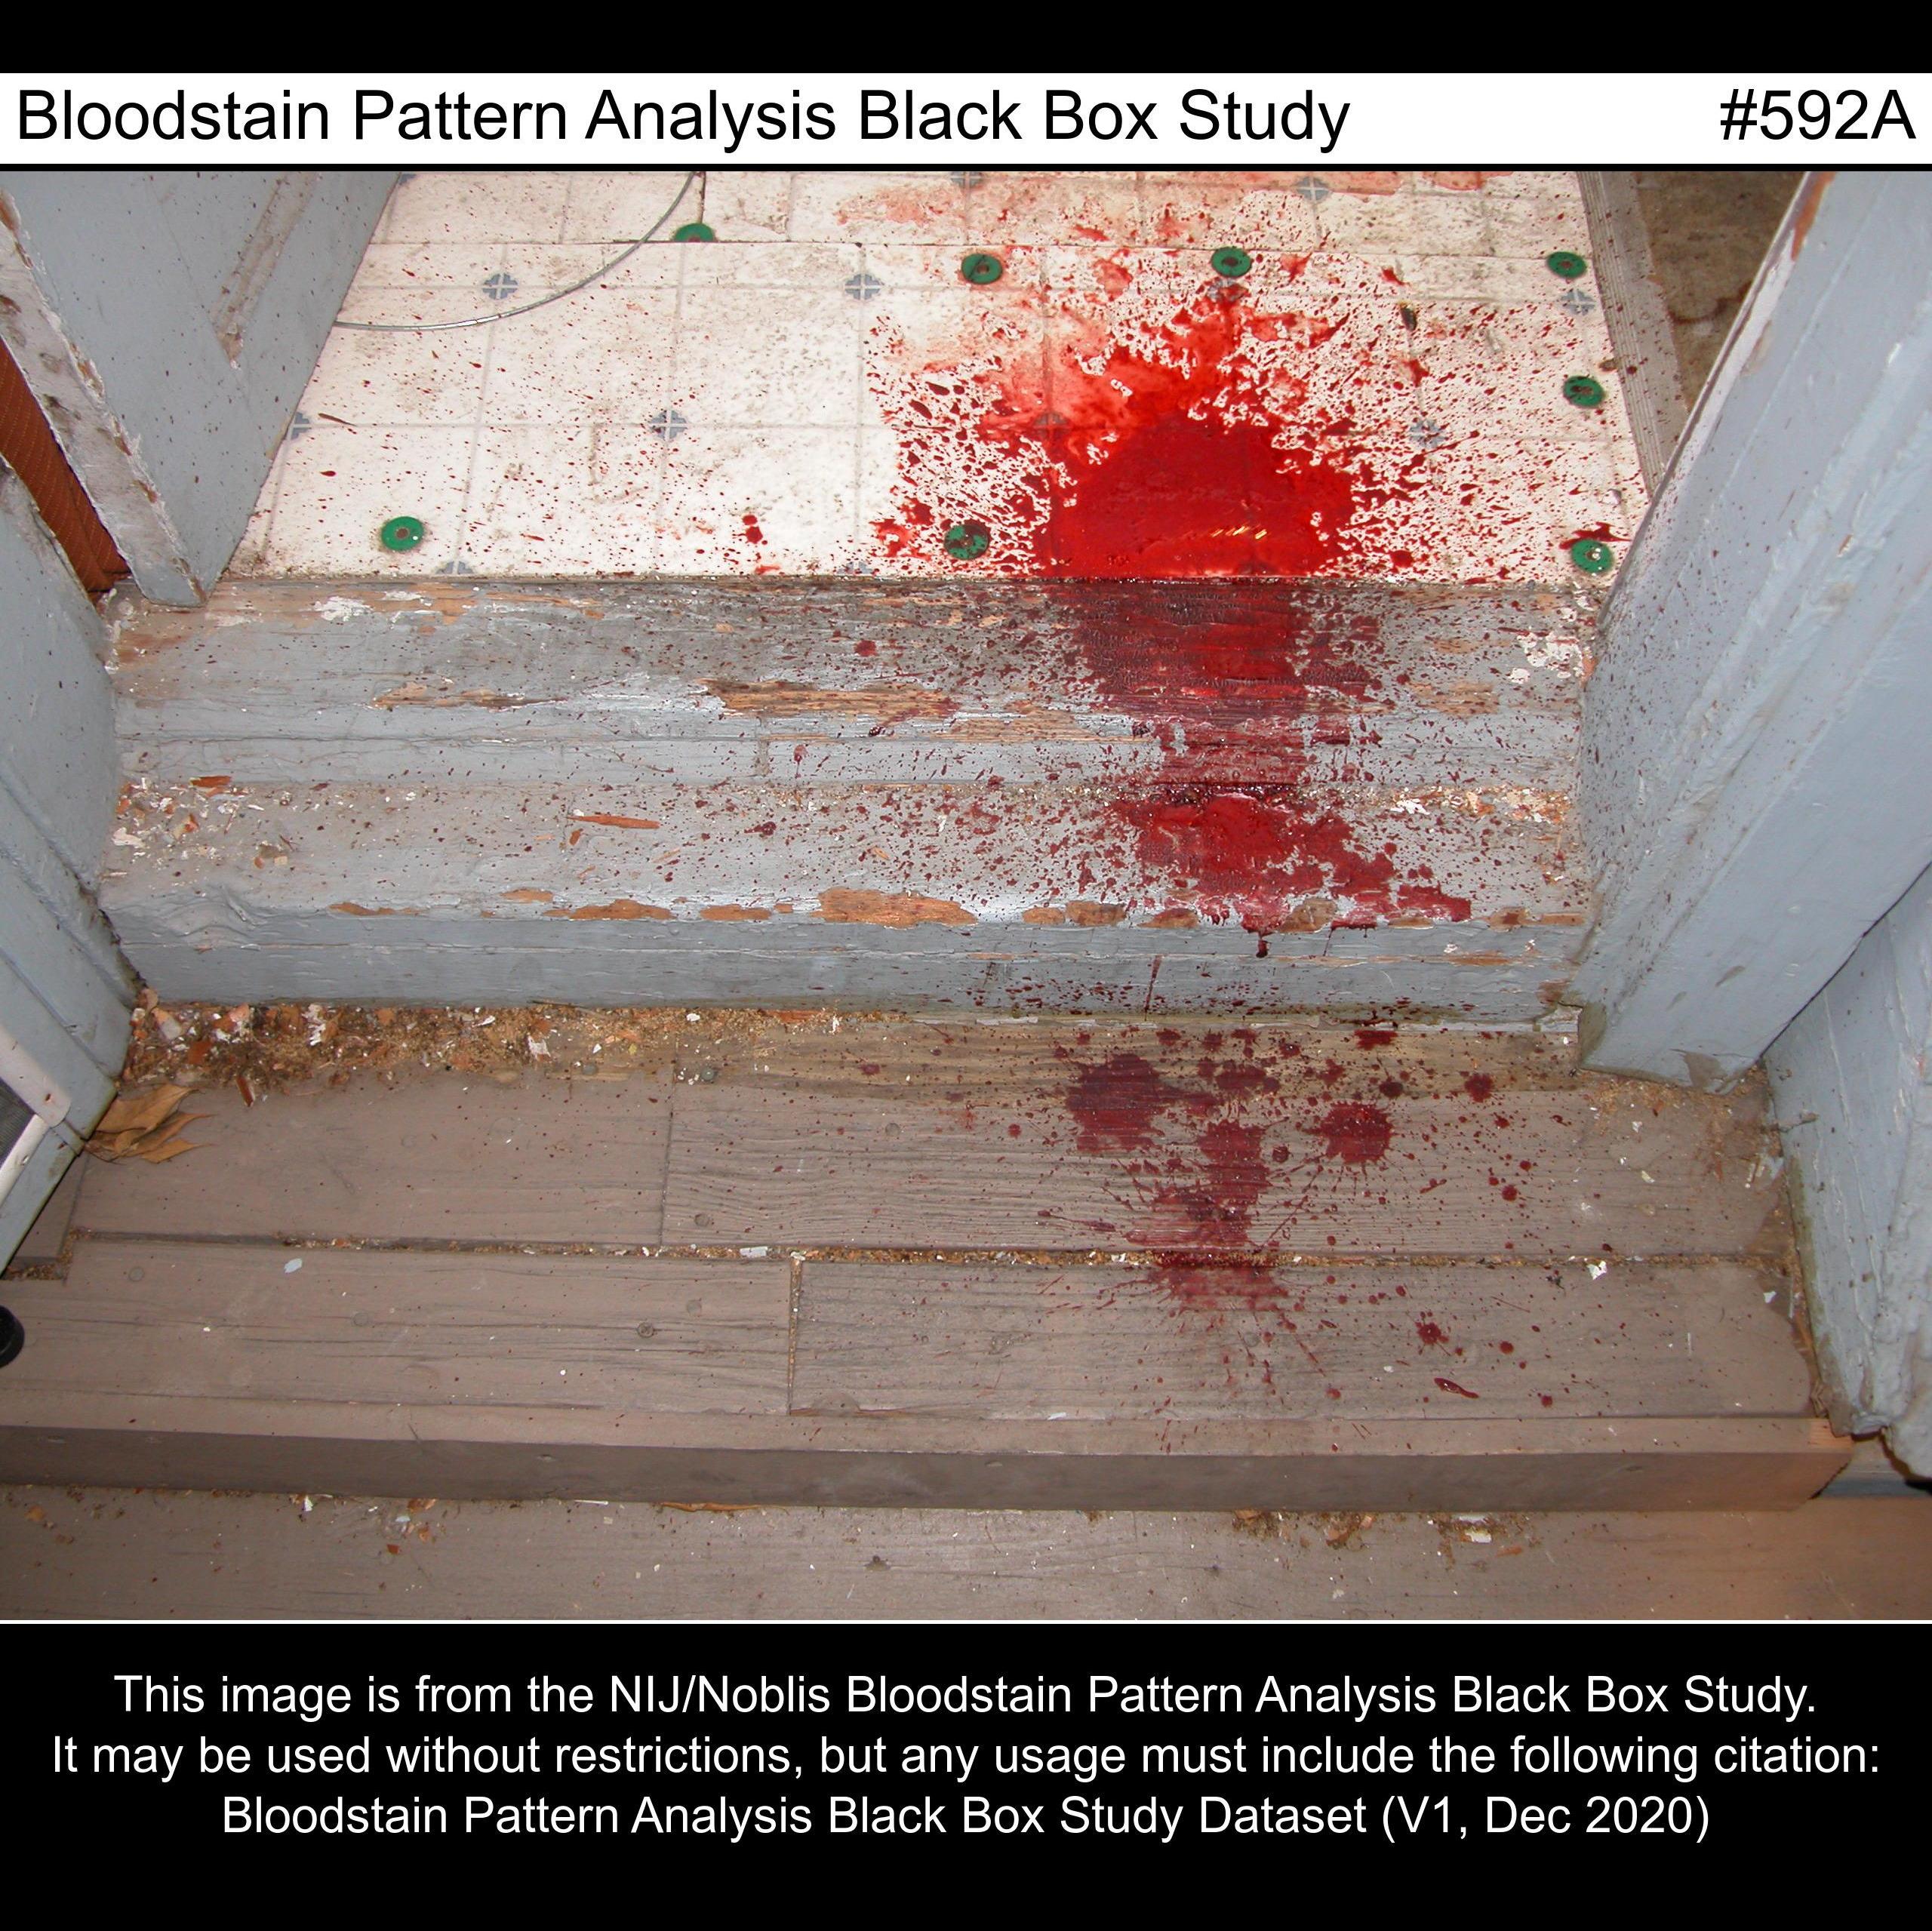 Bloodstain Pattern Analysis Black Box Study #592A
This image is from the NIJ/Noblis Bloodstain Pattern Analysis Black Box Study.
It may be used without restrictions, but any usage must include the following citation:
Bloodstain Pattern Analysis Black Box Study Dataset (V1, Dec 2020)